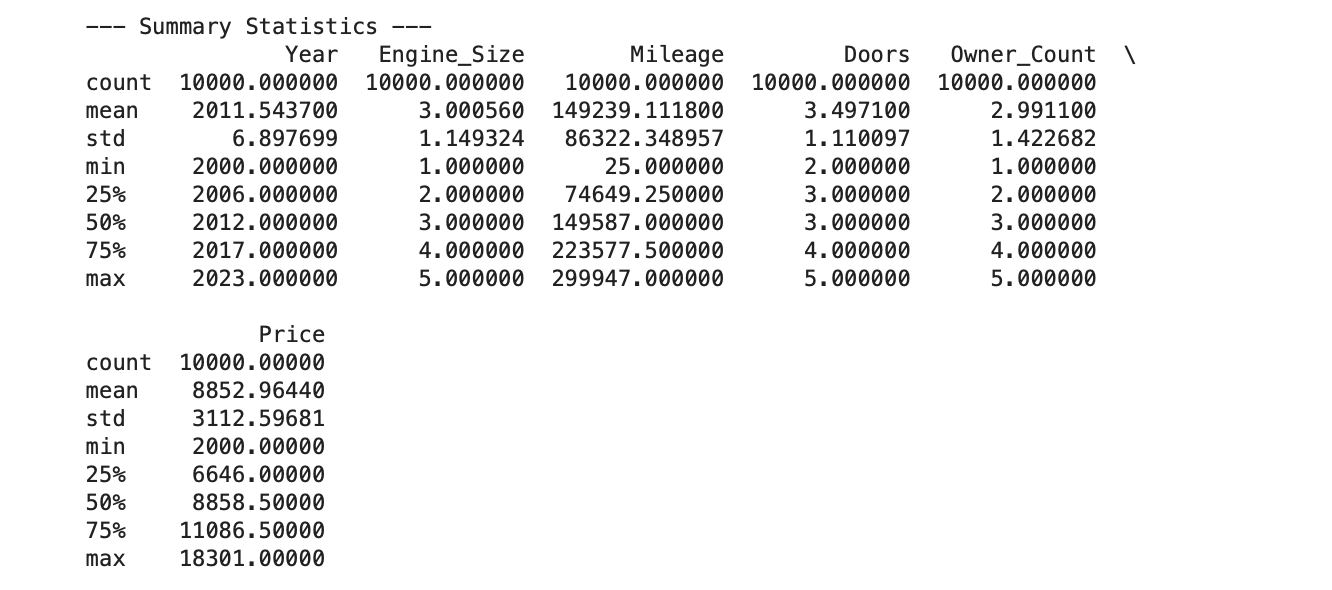 --- Summary Statistics ---
               Year   Engine_Size        Mileage         Doors   Owner_Count  \
count  10000.000000  10000.000000   10000.000000  10000.000000  10000.000000
mean    2011.543700      3.000560  149239.111800      3.497100      2.991100
std        6.897699      1.149324   86322.348957      1.110097      1.422682
min     2000.000000      1.000000      25.000000      2.000000      1.000000
25%     2006.000000      2.000000   74649.250000      3.000000      2.000000
50%     2012.000000      3.000000  149587.000000      3.000000      3.000000
75%     2017.000000      4.000000  223577.500000      4.000000      4.000000
max     2023.000000      5.000000  299947.000000      5.000000      5.000000

             Price
count  10000.00000
mean    8852.96440
std     3112.59681
min     2000.00000
25%     6646.00000
50%     8858.50000
75%    11086.50000
max    18301.00000